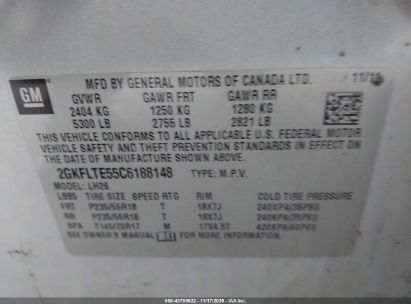 MFD BY GENERAL MOTORS OF CANADA LTD. 11/11
GM
GVWR GAWR FRT GAWR RR
2404 KG 1250 KG 1280 KG
5300 LB 2755 LB 2821 LB
THIS VEHICLE CONFORMS TO ALL APPLICABLE U.S. FEDERAL MOTOR
VEHICLE SAFETY AND THEFT PREVENTION STANDARDS IN EFFECT ON
THE DATE OF MANUFACTURE SHOWN ABOVE.
2GKFLTE55C6188148 TYPE: M.P.V.
MODEL: LH26
TIRE SIZE SPEED RTG RIM COLD TIRE PRESSURE
FRT P235/55R18 T 18X7J 240KPA(35PSI)
RR P235/55R18 T 18X7J 240KPA(35PSI)
SPA T145/70R17 M 17X4.5T 420KPA(60PSI)
SEE OWNER'S MANUAL FOR MORE INFORMATION.